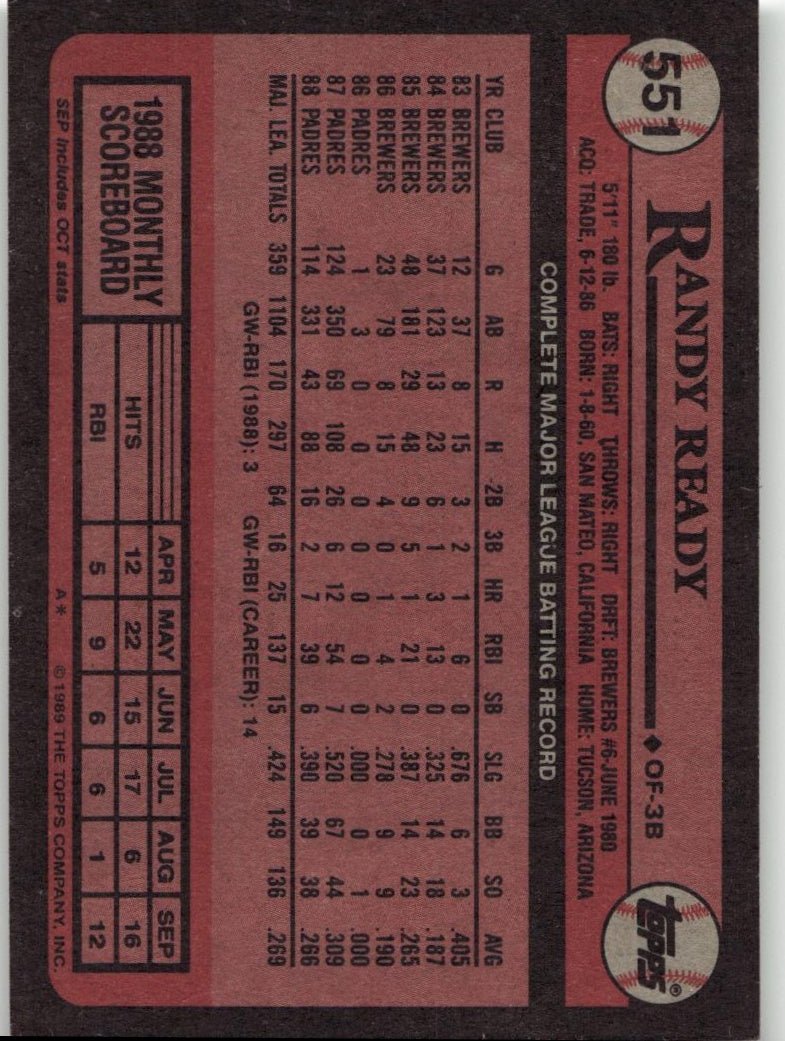 551
RANDY READY ◆ OF-3B
topps®
5'11" 180 lb. BATS: RIGHT THROWS: RIGHT DRFT: BREWERS #6-JUNE 1980
ACQ: TRADE, 6-12-86 BORN: 1-8-60, SAN MATEO, CALIFORNIA HOME: TUCSON, ARIZONA
COMPLETE MAJOR LEAGUE BATTING RECORD
YR CLUB G AB R H 2B 3B HR RBI SB SLG BB SO AVG
83 BREWERS 12 37 8 15 3 2 1 6 0 .676 6 3 .405
84 BREWERS 37 123 13 23 6 1 3 13 0 .325 14 18 .187
85 BREWERS 48 181 29 48 9 5 1 21 0 .387 14 23 .265
86 BREWERS 23 79 8 15 4 0 1 4 2 .278 9 9 .190
86 PADRES 1 3 0 0 0 0 0 0 0 .000 0 1 .000
87 PADRES 124 350 69 108 26 6 12 54 7 .520 67 44 .309
88 PADRES 114 331 43 88 16 2 7 39 6 .390 39 38 .266
MAJ. LEA. TOTALS 359 1104 170 297 64 16 25 137 15 .424 149 136 .269
GW-RBI (1988): 3 GW-RBI (CAREER): 14
1988 MONTHLY
SCOREBOARD
APR MAY JUN JUL AUG SEP
HITS 12 22 15 17 6 16
RBI 5 9 6 6 1 12
SEP includes OCT stats
A* ©1989 THE TOPPS COMPANY, INC.